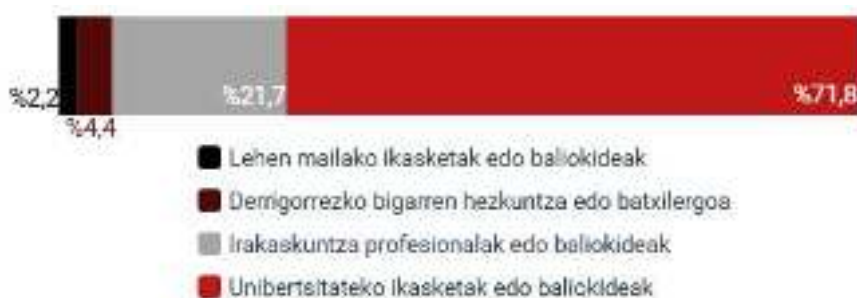 %2,2
%4,4
%21,7
%71,8
Lehen mailako ikasketak edo baliokideak
Derrigorrezko bigarren hezkuntza edo batxilergoa
Irakaskuntza profesionalak edo baliokideak
Unibertsitateko ikasketak edo baliokideak